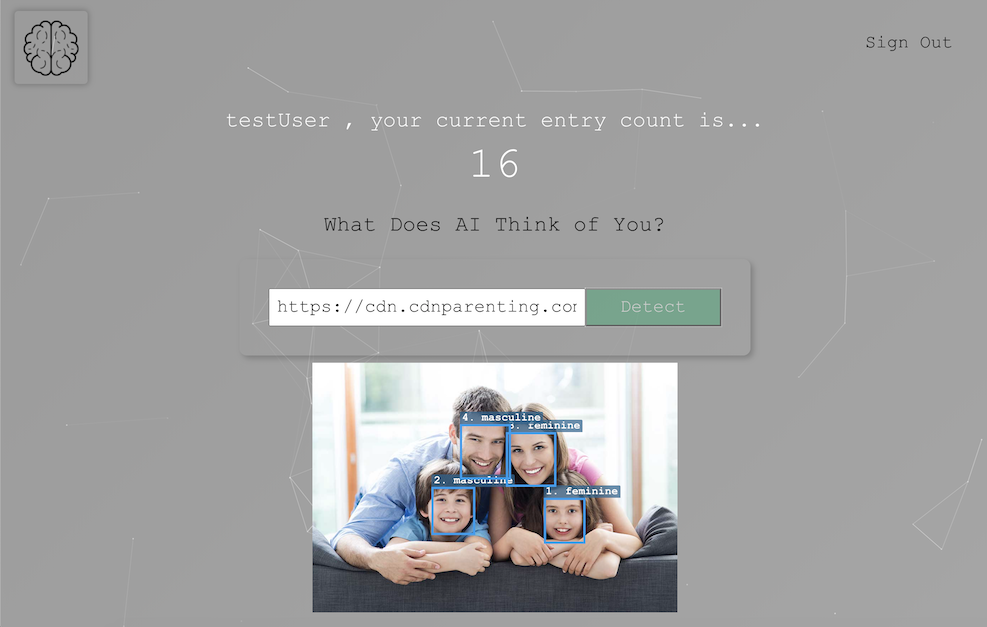 Sign Out
testUser , your current entry count is...
16
What Does AI Think of You?
https://cdn.cdnparenting.com
Detect
4. masculine
3. feminine
2. masculine
1. feminine